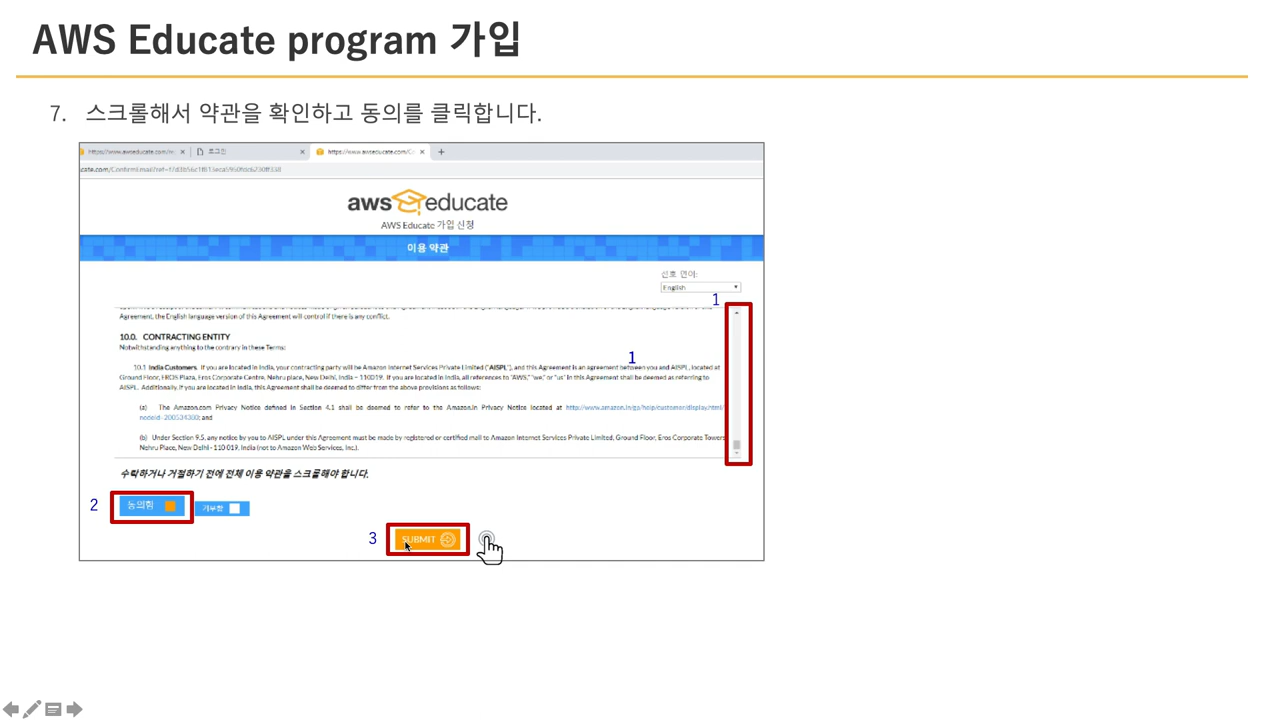 AWS Educate program 가입
7. 스크롤해서 약관을 확인하고 동의를 클릭합니다.
로그인
aws educate
AWS Educate 가입 신청
이용 약관
선호 언어:
English
1
Agreement, the English language version of this Agreement will control if there is any conflict.
10.0. CONTRACTING ENTITY
Notwithstanding anything to the contrary in these Terms:
1
10.1 India Customers. If you are located in India, your contracting party will be Amazon Internet Services Private Limited ("AISPL"), and this Agreement is an agreement between you and AISPL, located at
Ground Floor, EROS Plaza, Eros Corporate Centre, Nehru place, New Delhi, India – 110019. If you are located in India, all references to "AWS," "we," or "us" in this Agreement shall be deemed as referring to
AISPL. Additionally, if you are located in India, this Agreement shall be deemed to differ from the above provisions as follows:
(a) The Amazon.com Privacy Notice defined in Section 4.1 shall be deemed to refer to the Amazon.in Privacy Notice located at http://www.amazon.in/gp/help/customer/display.html/
and
(b) Under Section 9.5, any notice by you to AISPL under this Agreement must be made by registered or certified mail to Amazon Internet Services Private Limited, Ground Floor, Eros Corporate Towers,
Nehru Place, New Delhi - 110 019, India (not to Amazon Web Services, Inc.).
수락하거나 거절하기 전에 전체 이용 약관을 스크롤해야 합니다.
2 동의함 거부함
3 SUBMIT